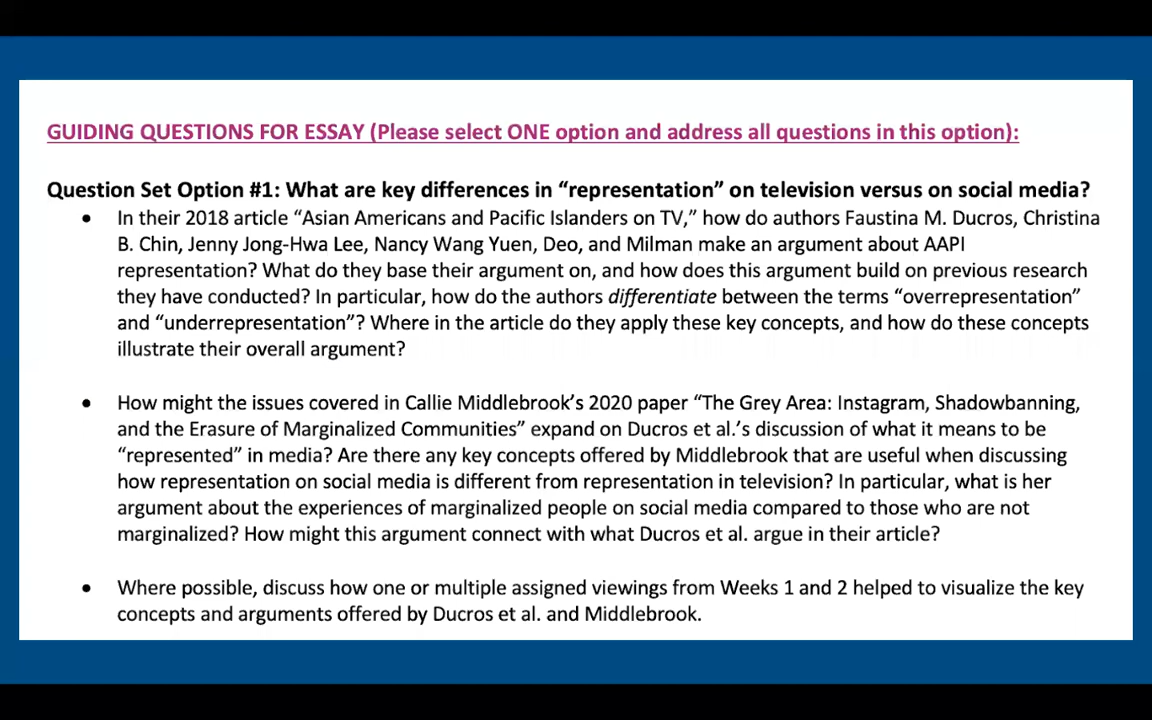 GUIDING QUESTIONS FOR ESSAY (Please select ONE option and address all questions in this option):
Question Set Option #1: What are key differences in “representation” on television versus on social media?
• In their 2018 article “Asian Americans and Pacific Islanders on TV,” how do authors Faustina M. Ducros, Christina
B. Chin, Jenny Jong-Hwa Lee, Nancy Wang Yuen, Deo, and Milman make an argument about AAPI
representation? What do they base their argument on, and how does this argument build on previous research
they have conducted? In particular, how do the authors differentiate between the terms “overrepresentation”
and “underrepresentation”? Where in the article do they apply these key concepts, and how do these concepts
illustrate their overall argument?
• How might the issues covered in Callie Middlebrook’s 2020 paper “The Grey Area: Instagram, Shadowbanning,
and the Erasure of Marginalized Communities” expand on Ducros et al.’s discussion of what it means to be
“represented” in media? Are there any key concepts offered by Middlebrook that are useful when discussing
how representation on social media is different from representation in television? In particular, what is her
argument about the experiences of marginalized people on social media compared to those who are not
marginalized? How might this argument connect with what Ducros et al. argue in their article?
• Where possible, discuss how one or multiple assigned viewings from Weeks 1 and 2 helped to visualize the key
concepts and arguments offered by Ducros et al. and Middlebrook.